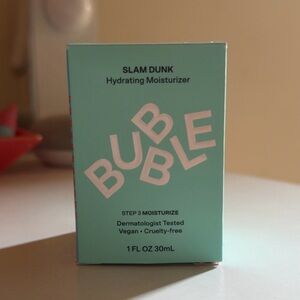 SLAM DUNK
Hydrating Moisturizer
BUBBLE
STEP 3 MOISTURIZE
Dermatologist Tested
Vegan • Cruelty-free
1 FL OZ 30mL